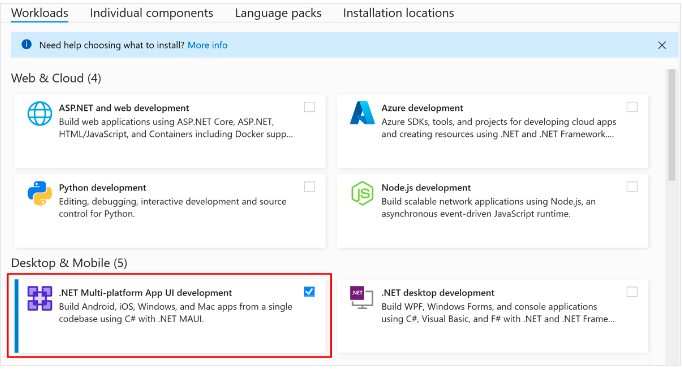 Workloads Individual components Language packs Installation locations
Need help choosing what to install? More info
Web & Cloud (4)
ASP.NET and web development
Build web applications using ASP.NET Core, ASP.NET,
HTML/JavaScript, and Containers including Docker supp...
Azure development
Azure SDKs, tools, and projects for developing cloud apps
and creating resources using .NET and .NET Framework....
Python development
Editing, debugging, interactive development and source
control for Python.
Node.js development
Build scalable network applications using Node.js, an
asynchronous event-driven JavaScript runtime.
Desktop & Mobile (5)
.NET Multi-platform App UI development
Build Android, iOS, Windows, and Mac apps from a single
codebase using C# with .NET MAUI.
.NET desktop development
Build WPF, Windows Forms, and console applications
using C#, Visual Basic, and F# with .NET and .NET Frame...